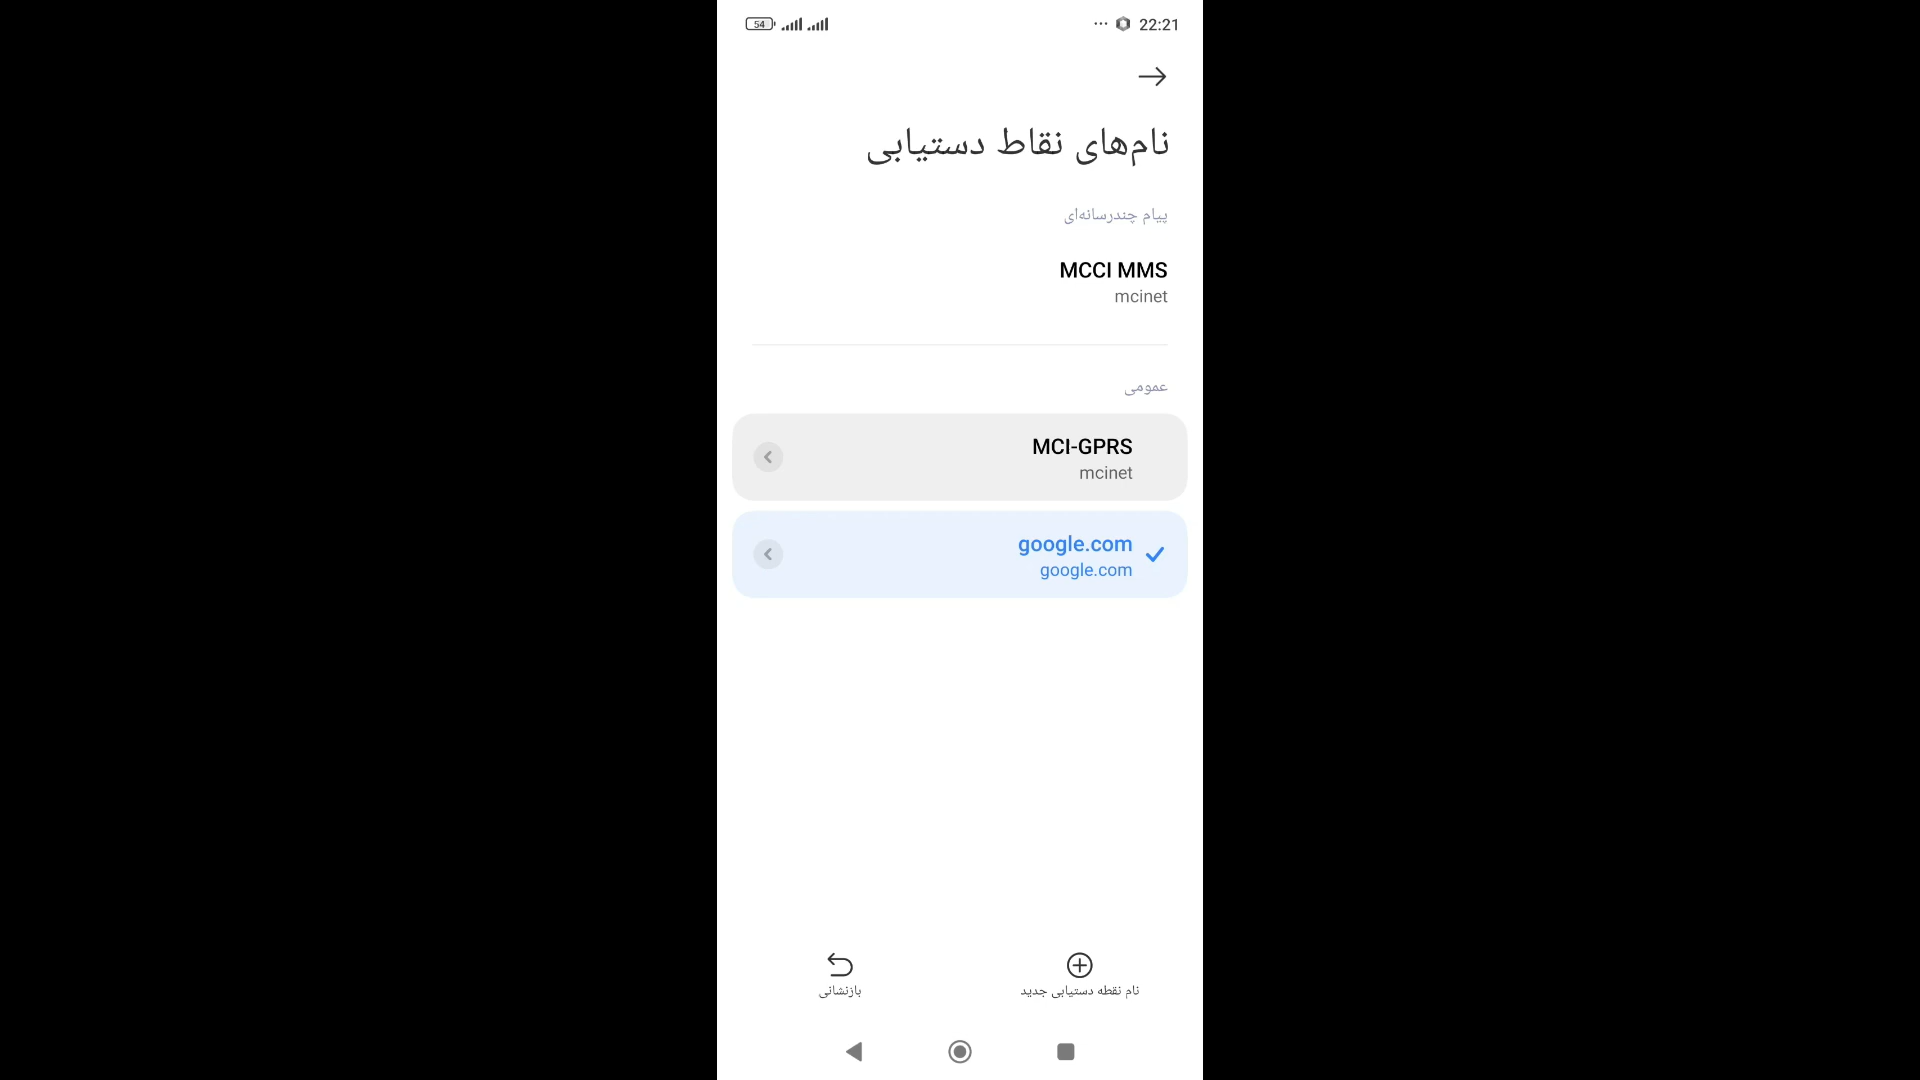 54
22:21
نام‌های نقاط دستیابی
پیام چندرسانه‌ای
MCCI MMS
mcinet
عمومی
MCI-GPRS
mcinet
google.com
google.com
نام نقطه دستیابی جدید
بازنشانی